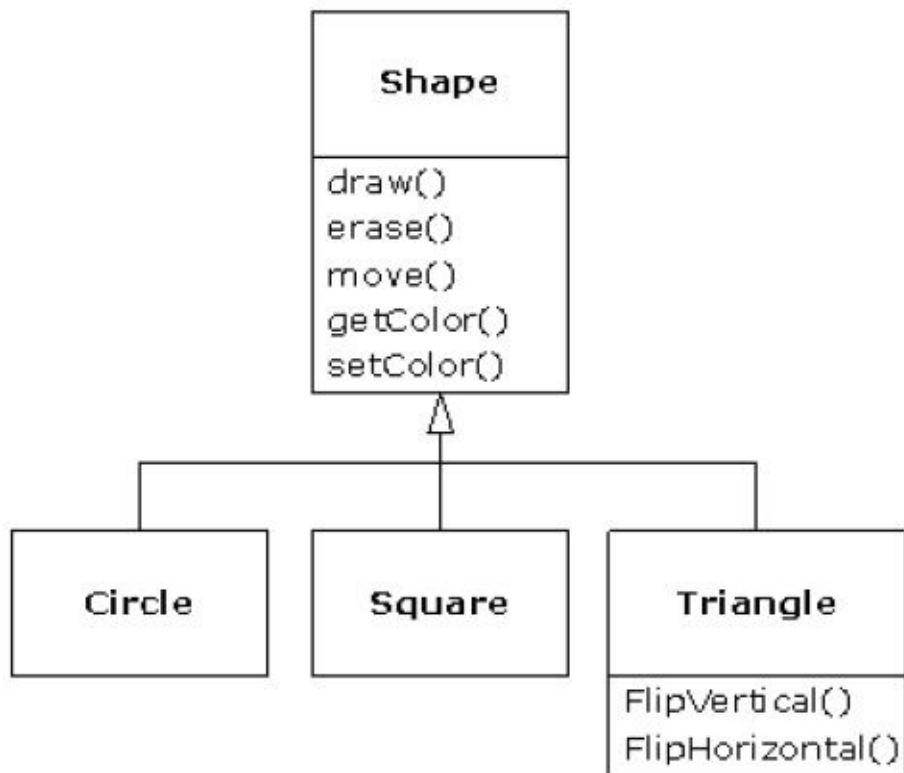 Shape
draw()
erase()
move()
getColor()
setColor()
Circle
Square
Triangle
FlipVertical()
FlipHorizontal()